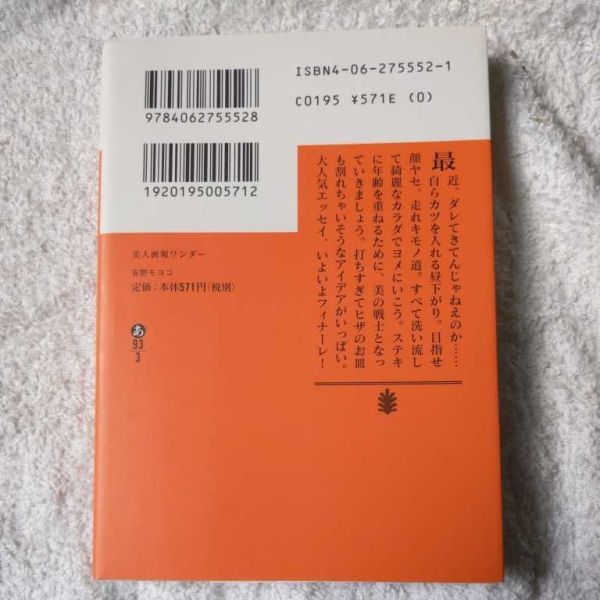 ISBN4-06-275552-1
C0195 ¥571E (0)
9784062755528
1920195005712
最近、ダレてきてんじゃねえのか……
自らカツを入れる昼下がり。目指せ
顔ヤセ、走れキモノ道。すべて洗い流し
て綺麗なカラダでヨメにいこう。ステキ
に年齢を重ねるために、美の戦士となっ
ていきましょう。打ちすぎてヒザのお皿
も割れちゃいそうなアイデアがいっぱい。
大人気エッセイ、いよいよフィナーレ！
美人画報ワンダー
安野モヨコ
定価：本体571円（税別）
あ
93
3